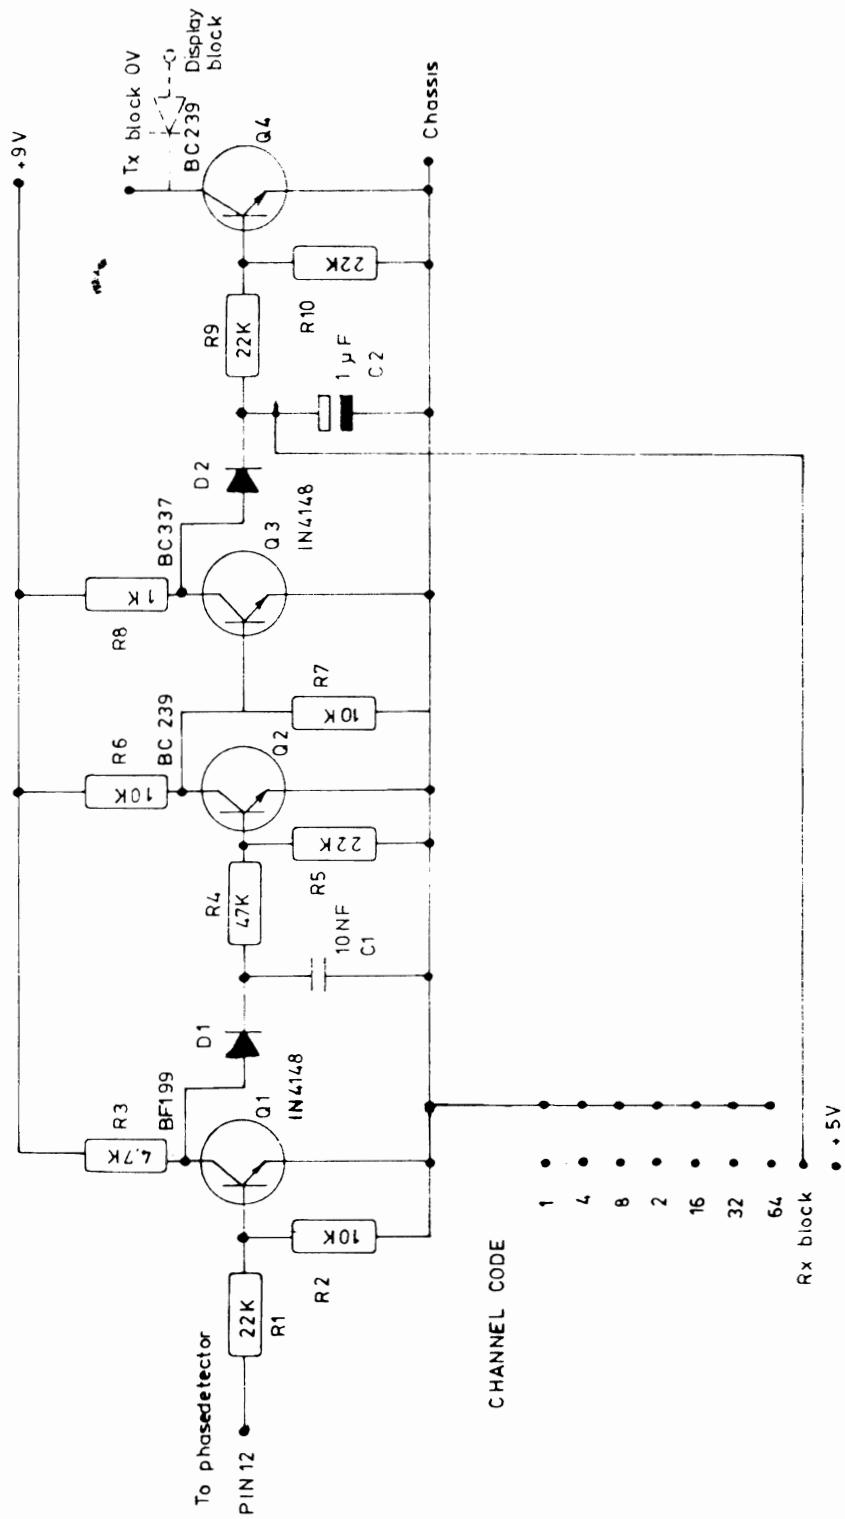 +9V
Tx block 0V
Display
block
BC239
Q4
R9
22K
22K
R10
1 µF
C2
Chassis
D2
IN4148
BC337
Q3
R8
1K
R7
10K
R6
10K
BC 239
Q2
R4
47K
R5
22K
10NF
C1
D1
IN4148
R3
4.7K
BF199
Q1
R2
10K
R1
22K
To phasedetector
PIN 12
CHANNEL CODE
1
4
8
2
16
32
64
Rx block
+5V